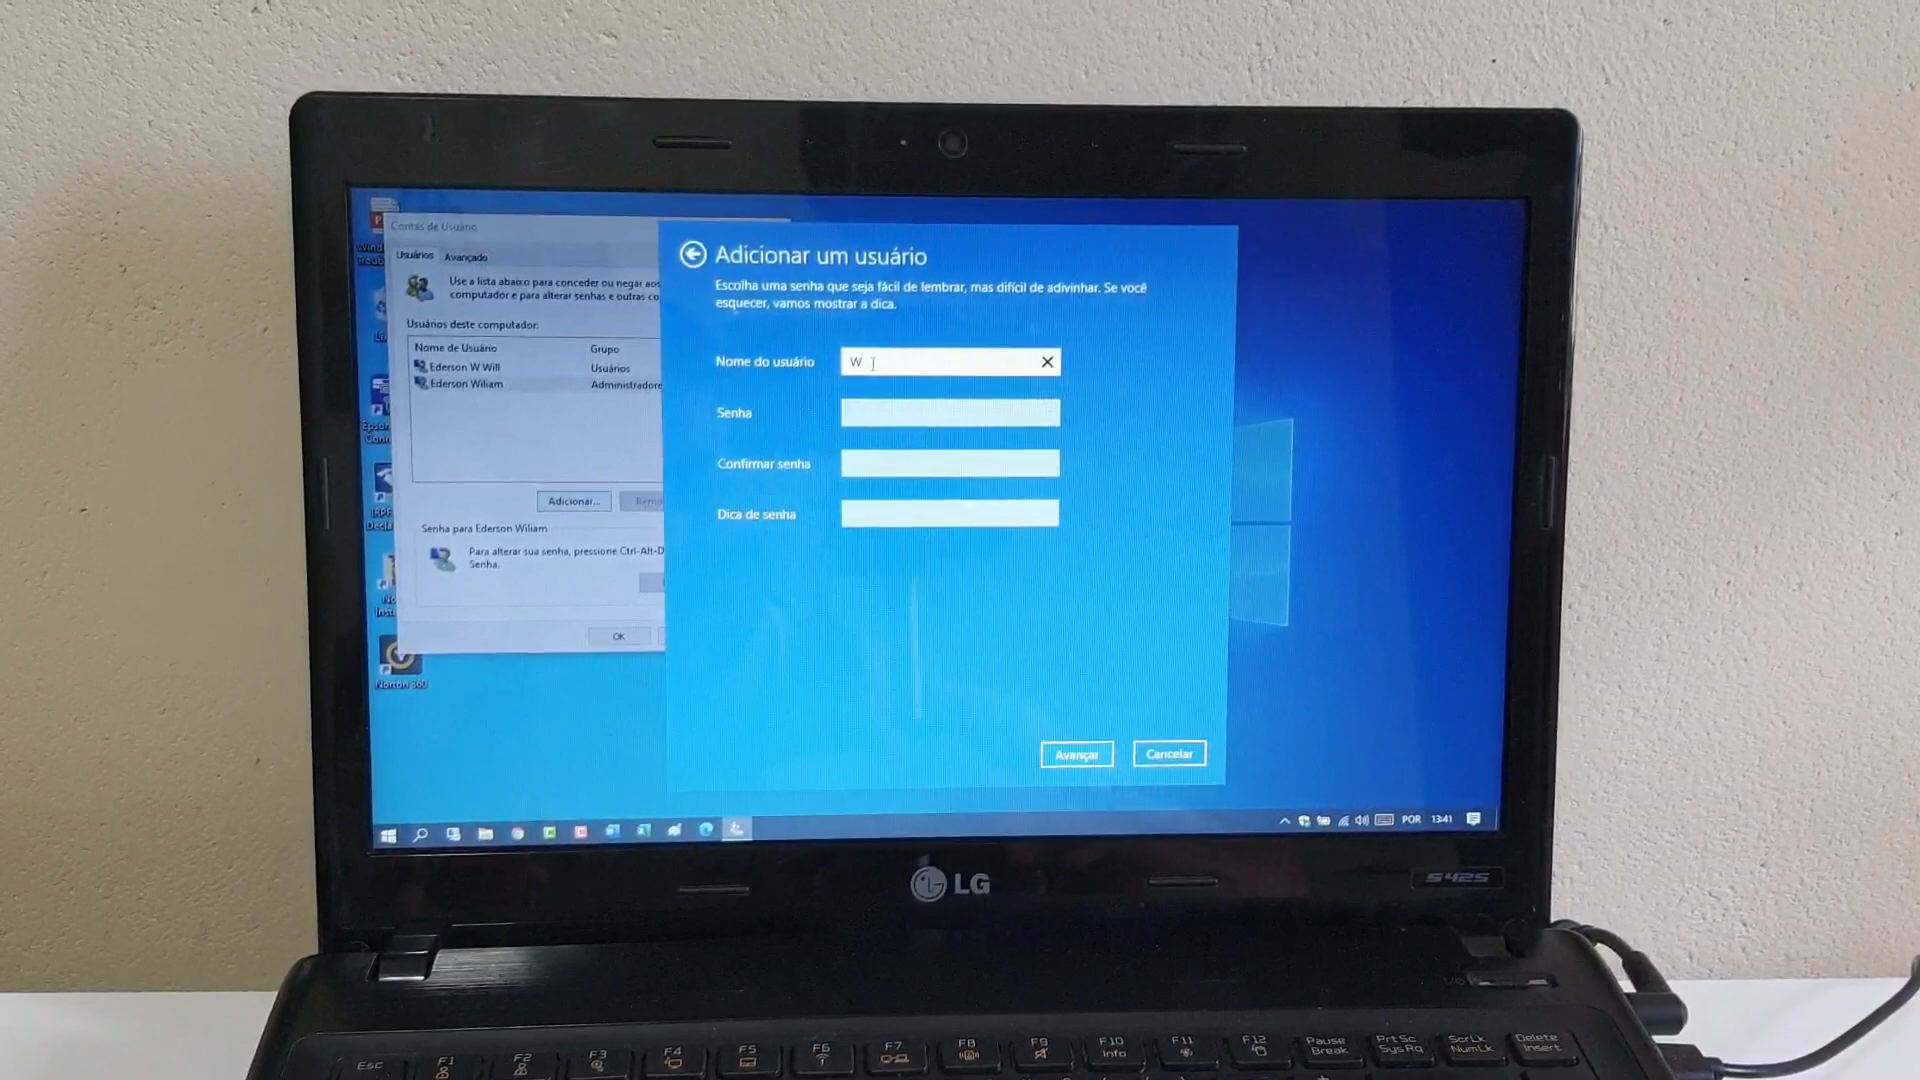 Contas de Usuário
Usuários Avançado
Use a lista abaixo para conceder ou negar aos
computador e para alterar senhas e outras co
Usuários deste computador:
Nome de Usuário Grupo
Ederson W Will Usuários
Ederson Wiliam Administradore
Adicionar... Remo
Senha para Ederson Wiliam
Para alterar sua senha, pressione Ctrl-Alt-D
Senha.
OK
Adicionar um usuário
Escolha uma senha que seja fácil de lembrar, mas difícil de adivinhar. Se você
esquecer, vamos mostrar a dica.
Nome do usuário W
Senha
Confirmar senha
Dica de senha
Avançar Cancelar
Norton 360
POR 13:41
LG
S425
Esc F1 F2 F3 F4 F5 F6 F7 F8 F9 F10 F11 F12 Pause PrtSc ScrLk Delete
Info Break SysRq NumLk Insert